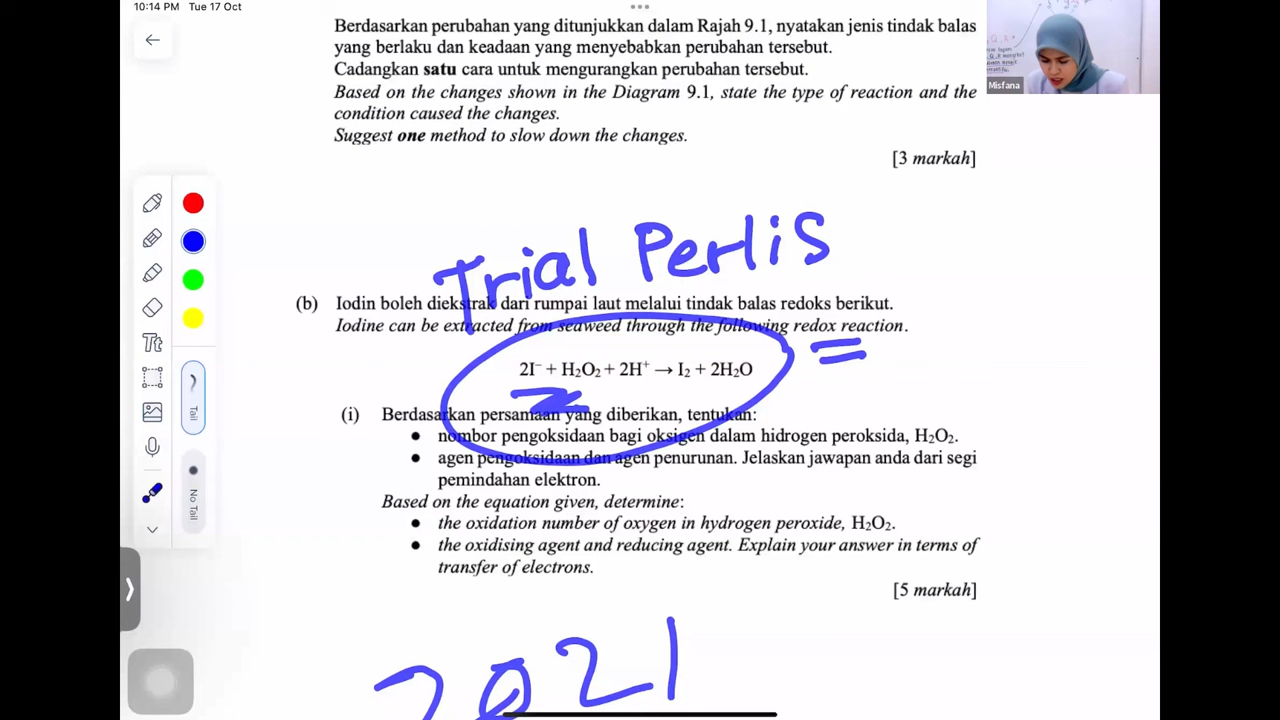 10:14 PM Tue 17 Oct
Berdasarkan perubahan yang ditunjukkan dalam Rajah 9.1, nyatakan jenis tindak balas
yang berlaku dan keadaan yang menyebabkan perubahan tersebut.
Cadangkan satu cara untuk mengurangkan perubahan tersebut.
Based on the changes shown in the Diagram 9.1, state the type of reaction and the
condition caused the changes.
Suggest one method to slow down the changes.
[3 markah]
Misfana
Trial Perlis
(b) Iodin boleh diekstrak dari rumpai laut melalui tindak balas redoks berikut.
Iodine can be extracted from seaweed through the following redox reaction.
2I⁻ + H₂O₂ + 2H⁺ → I₂ + 2H₂O
(i) Berdasarkan persamaan yang diberikan, tentukan:
● nombor pengoksidaan bagi oksigen dalam hidrogen peroksida, H₂O₂.
● agen pengoksidaan dan agen penurunan. Jelaskan jawapan anda dari segi
pemindahan elektron.
Based on the equation given, determine:
● the oxidation number of oxygen in hydrogen peroxide, H₂O₂.
● the oxidising agent and reducing agent. Explain your answer in terms of
transfer of electrons.
[5 markah]
2021
Tt
Tail
No Tail